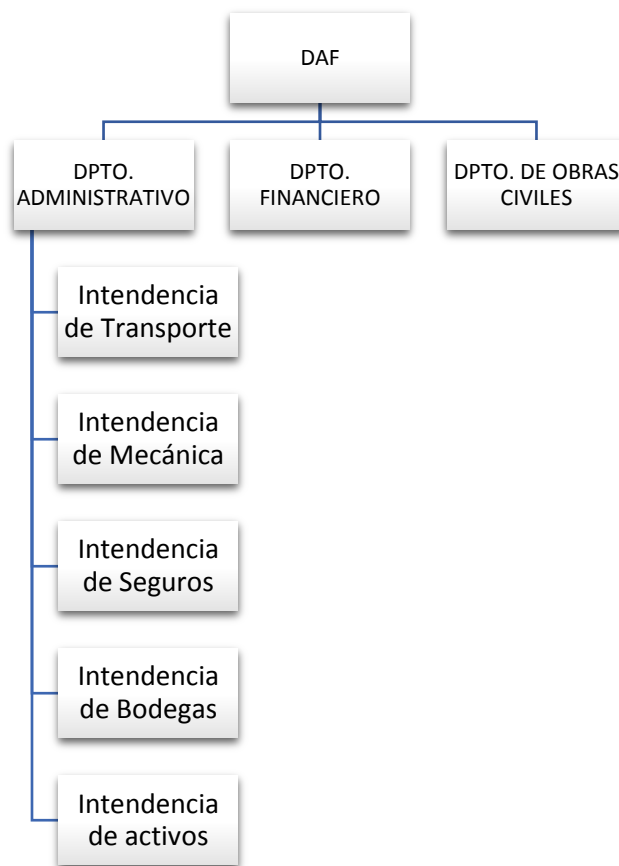 DAF
DPTO.
ADMINISTRATIVO
DPTO.
FINANCIERO
DPTO. DE OBRAS
CIVILES
Intendencia
de Transporte
Intendencia
de Mecánica
Intendencia
de Seguros
Intendencia
de Bodegas
Intendencia
de activos